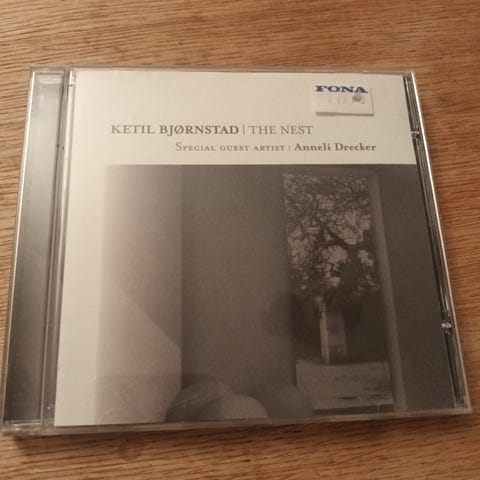 FONA
KETIL BJØRNSTAD | THE NEST
SPECIAL GUEST ARTIST | Anneli Drecker